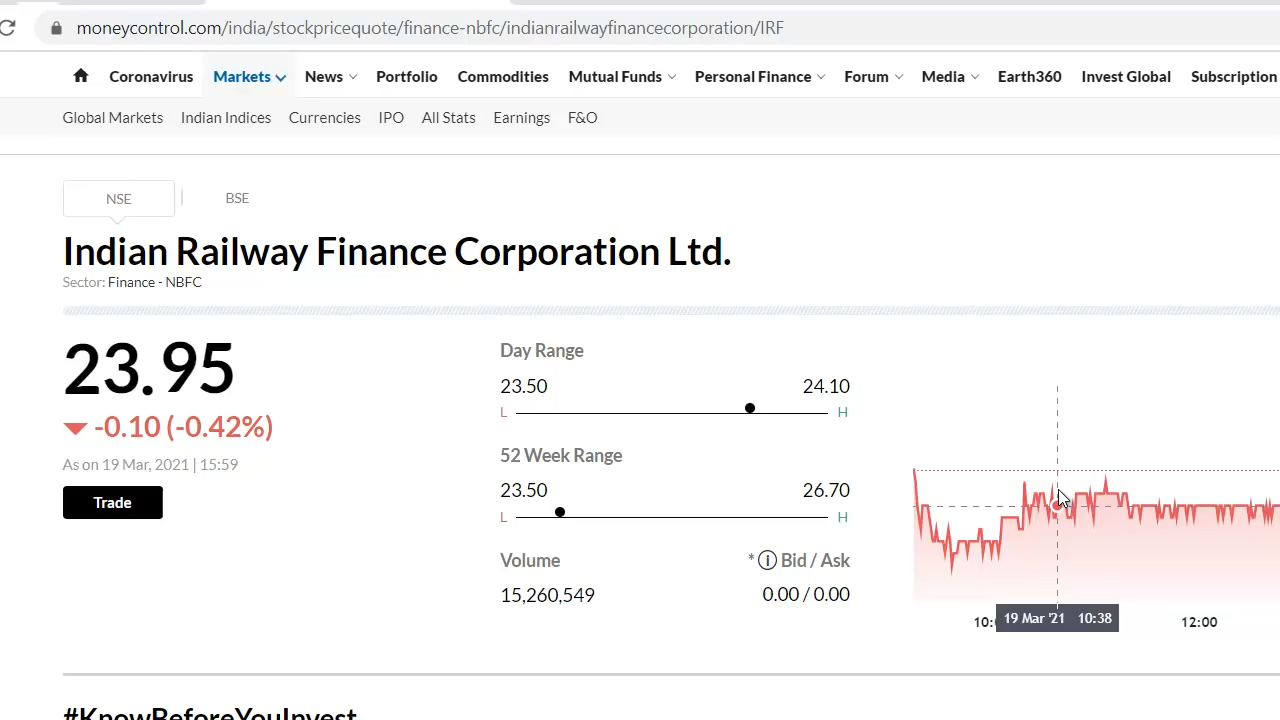 moneycontrol.com/india/stockpricequote/finance-nbfc/indianrailwayfinancecorporation/IRF
Coronavirus Markets News Portfolio Commodities Mutual Funds Personal Finance Forum Media Earth360 Invest Global Subscription
Global Markets Indian Indices Currencies IPO All Stats Earnings F&O
NSE BSE
Indian Railway Finance Corporation Ltd.
Sector: Finance - NBFC
23.95
-0.10 (-0.42%)
As on 19 Mar, 2021 | 15:59
Trade
Day Range
23.50 24.10
L H
52 Week Range
23.50 26.70
L H
Volume * i Bid / Ask
15,260,549 0.00 / 0.00
19 Mar '21 10:38
12:00
#KnowBeforeYouInvest